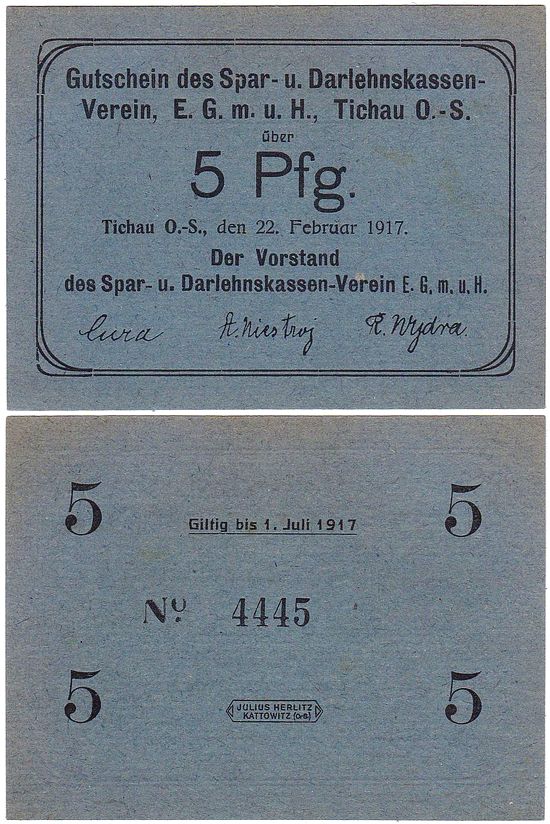 Gutschein des Spar- u. Darlehnskassen-
Verein, E. G. m. u. H., Tichau O.-S.
über
5 Pfg.
Tichau O.-S., den 22. Februar 1917.
Der Vorstand
des Spar- u. Darlehnskassen-Verein E. G. m. u. H.
Cura A. Niestroj R. Wydra.
5 5
Giltig bis 1. Juli 1917
No. 4445
5 5
JULIUS HERLITZ
KATTOWITZ (O-S)